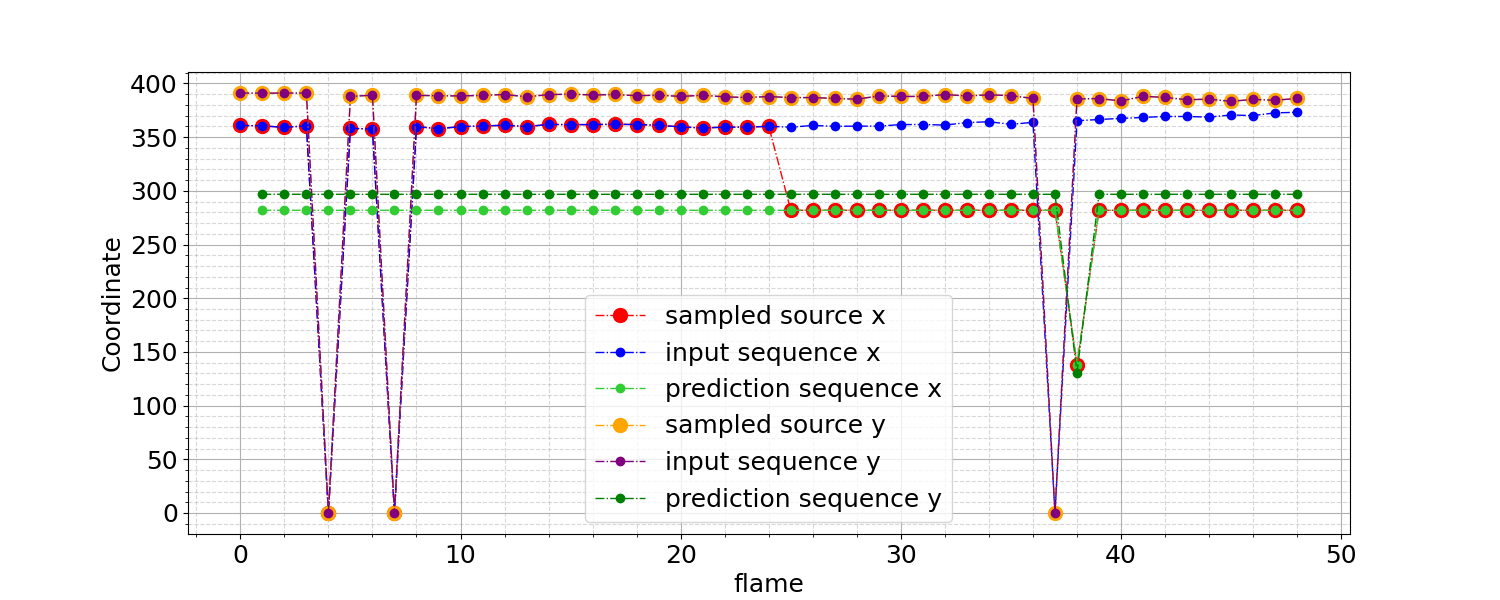 400
350
300
250
200
150
100
50
0
Coordinate
sampled source x
input sequence x
prediction sequence x
sampled source y
input sequence y
prediction sequence y
0 10 20 30 40 50
flame